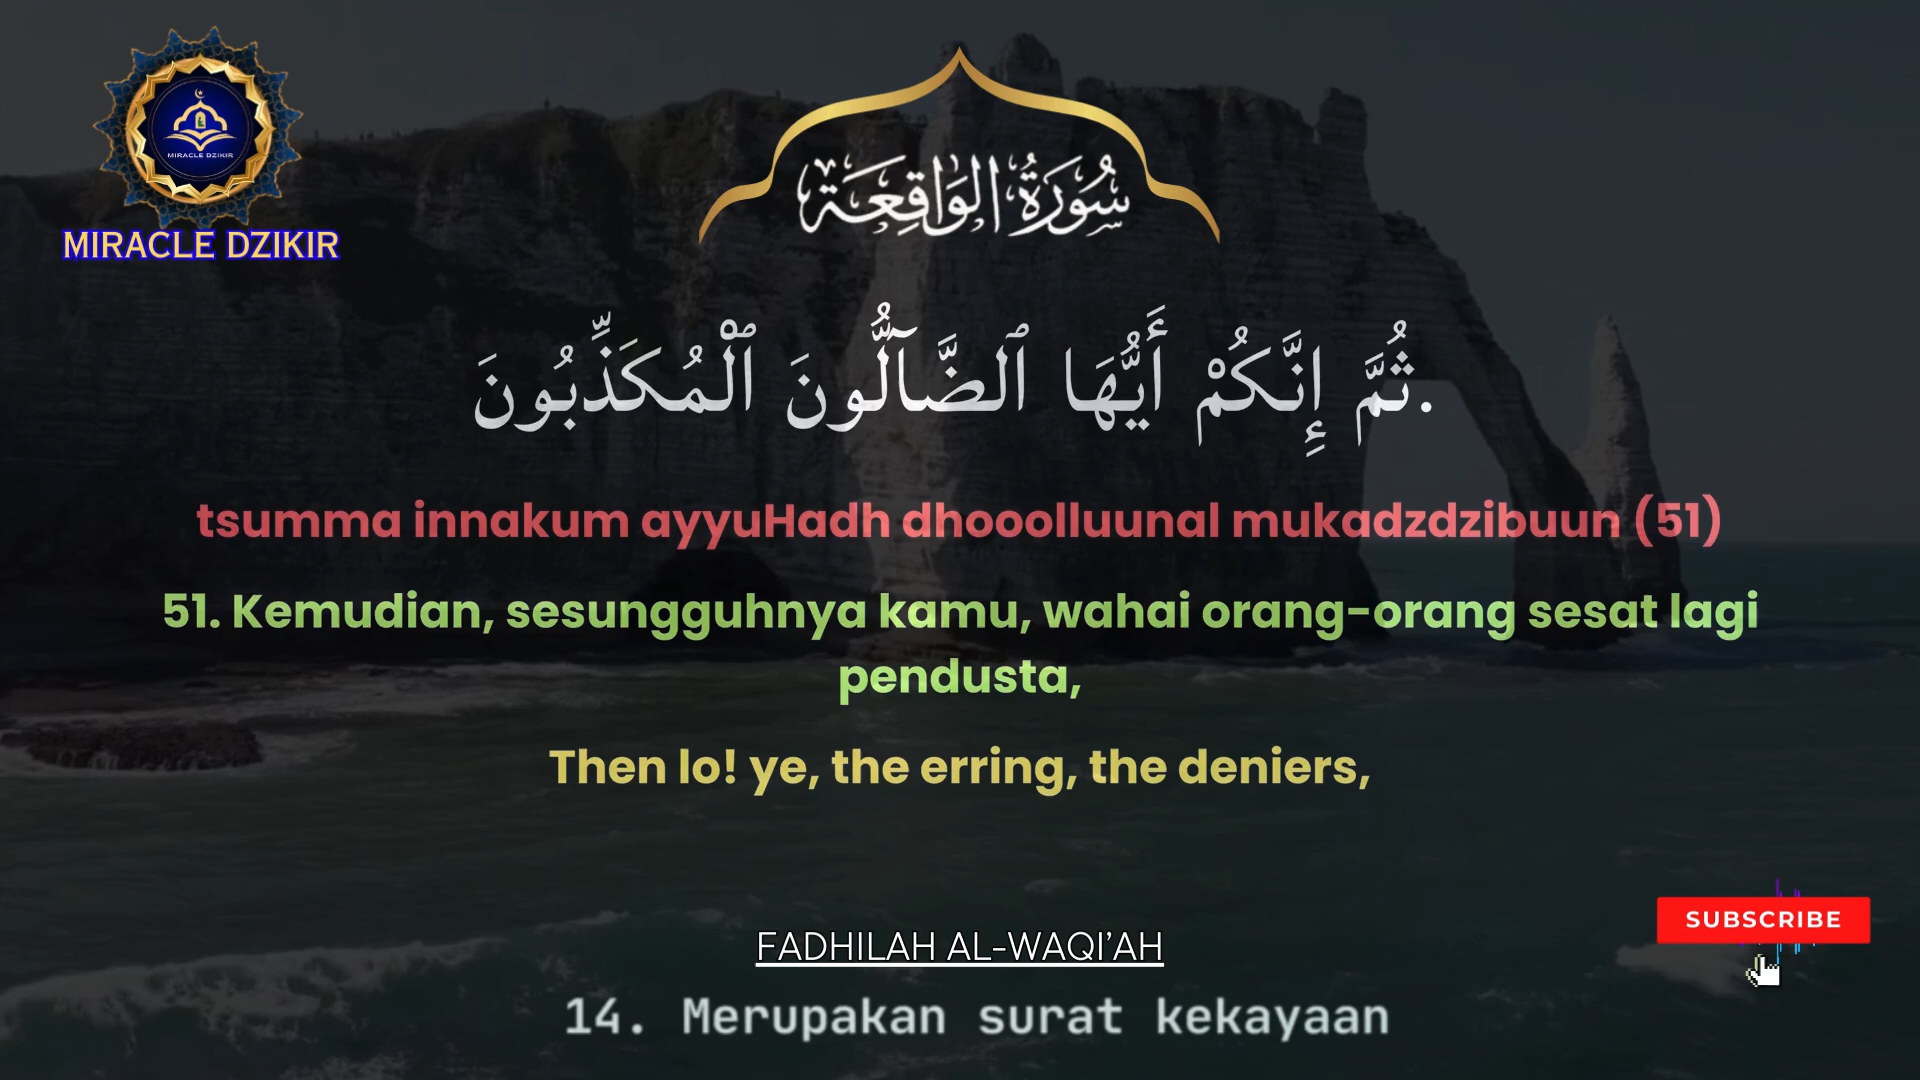 MIRACLE DZIKIR
MIRACLE DZIKIR
سُورَةُ الوَاقِعَة
.ثُمَّ إِنَّكُمْ أَيُّهَا ٱلضَّآلُّونَ ٱلْمُكَذِّبُونَ
tsumma innakum ayyuHadh dhooolluunal mukadzdzibuun (51)
51. Kemudian, sesungguhnya kamu, wahai orang-orang sesat lagi
pendusta,
Then lo! ye, the erring, the deniers,
SUBSCRIBE
FADHILAH AL-WAQI’AH
14. Merupakan surat kekayaan